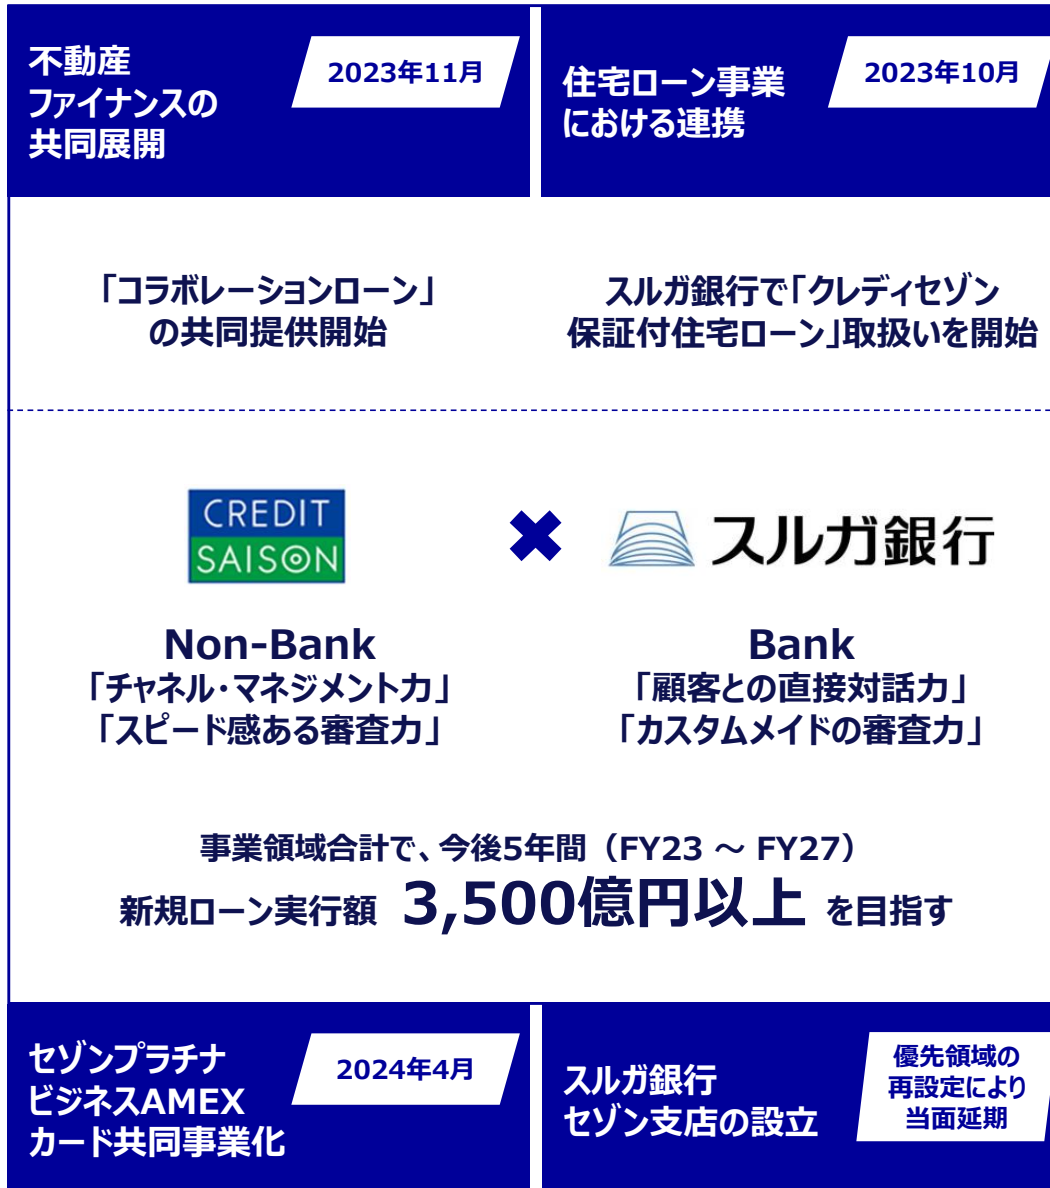 不動産
ファイナンスの
共同展開
2023年11月
住宅ローン事業
における連携
2023年10月
「コラボレーションローン」
の共同提供開始
スルガ銀行で「クレディセゾン
保証付住宅ローン」取扱いを開始
CREDIT
SAISON
スルガ銀行
Non-Bank
「チャネル・マネジメント力」
「スピード感ある審査力」
Bank
「顧客との直接対話力」
「カスタムメイドの審査力」
事業領域合計で、今後5年間（FY23 ～ FY27）
新規ローン実行額 3,500億円以上 を目指す
セゾンプラチナ
ビジネスAMEX
カード共同事業化
2024年4月
スルガ銀行
セゾン支店の設立
優先領域の
再設定により
当面延期